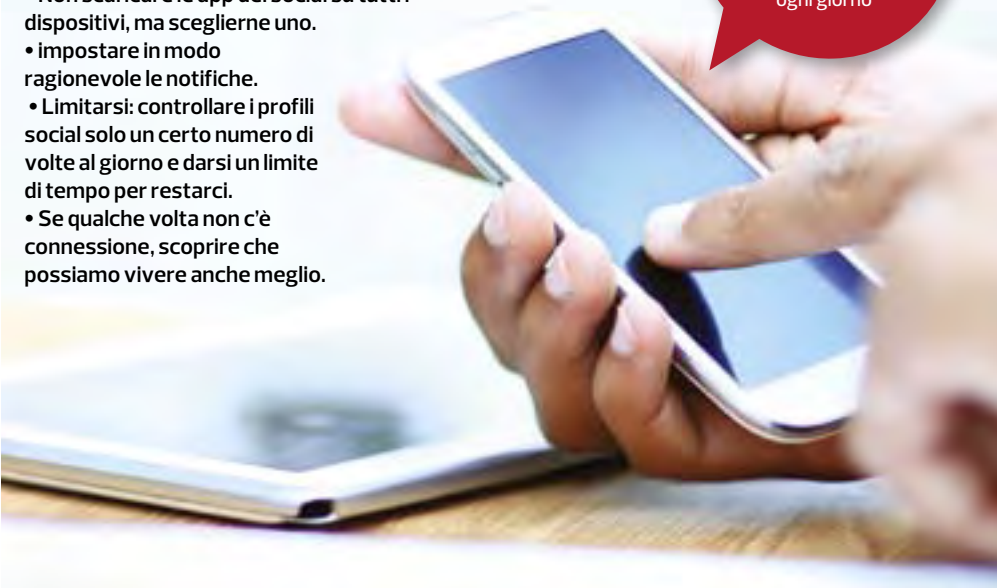 dispositivi, ma sceglierne uno.
• impostare in modo
ragionevole le notifiche.
• Limitarsi: controllare i profili
social solo un certo numero di
volte al giorno e darsi un limite
di tempo per restarci.
• Se qualche volta non c'è
connessione, scoprire che
possiamo vivere anche meglio.
ogni giorno